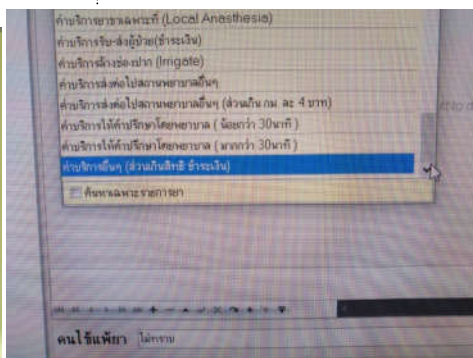 ค่าบริการยาชาเฉพาะที่ (Local Anasthesia)
ค่าบริการรับ-ส่งผู้ป่วย(ชำระเงิน)
ค่าบริการล้างช่องปาก (Irrigate)
ค่าบริการส่งต่อไปสถานพยาบาลอื่นๆ
ค่าบริการส่งต่อไปสถานพยาบาลอื่นๆ (ส่วนเกิน กม. ละ 4 บาท)
ค่าบริการให้คำปรึกษาโดยพยาบาล ( น้อยกว่า 30นาที )
ค่าบริการให้คำปรึกษาโดยพยาบาล ( มากกว่า 30นาที )
ค่าบริการอื่นๆ (ส่วนเกินสิทธิ ชำระเงิน)
ค้นหาเฉพาะรายการยา
คนไข้แพ้ยา ไม่ทราบ